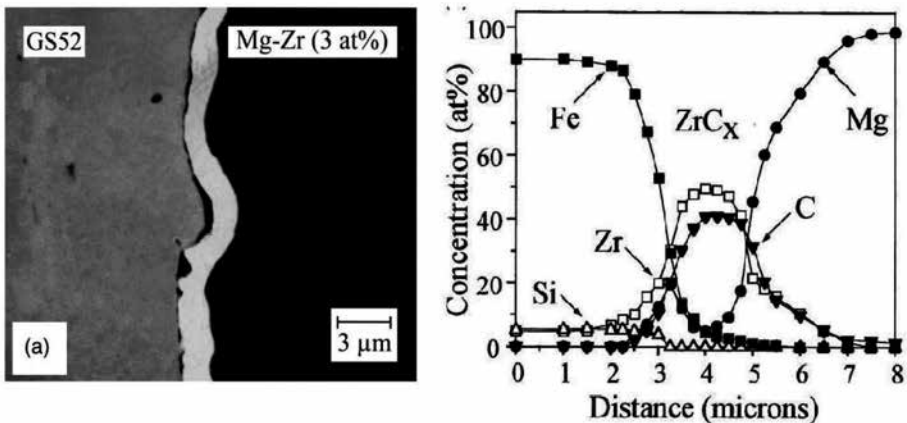 GS52
Mg-Zr (3 at%)
(a)
3 μm
Concentration (at%)
100
80
60
40
20
0
Fe
ZrC_X
Mg
Zr
C
Si
0 1 2 3 4 5 6 7 8
Distance (microns)